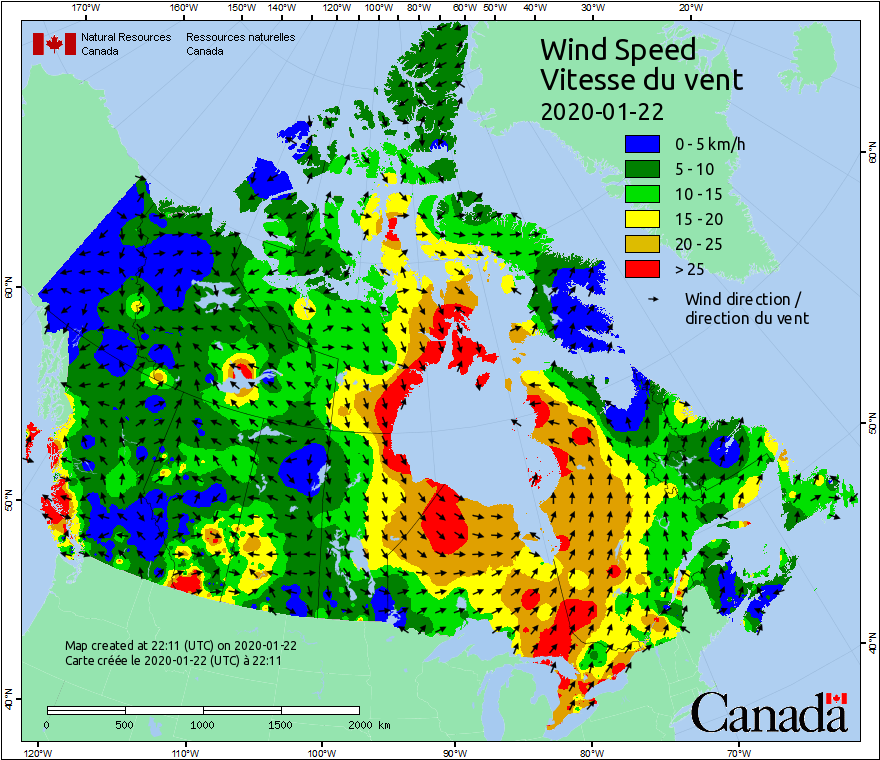 170°W 160°W 150°W 140°W 130°W 120°W 110°W 100°W 90°W 80°W 70°W 60°W 50°W 40°W 30°W 20°W
Natural Resources Canada
Ressources naturelles Canada
Wind Speed
Vitesse du vent
2020-01-22
0 - 5 km/h
5 - 10
10 - 15
15 - 20
20 - 25
> 25
Wind direction /
direction du vent
60°N
50°N
40°N
60°N
50°N
40°N
Map created at 22:11 (UTC) on 2020-01-22
Carte créée le 2020-01-22 (UTC) à 22:11
0 500 1000 1500 2000 km
Canada
120°W 110°W 100°W 90°W 80°W 70°W